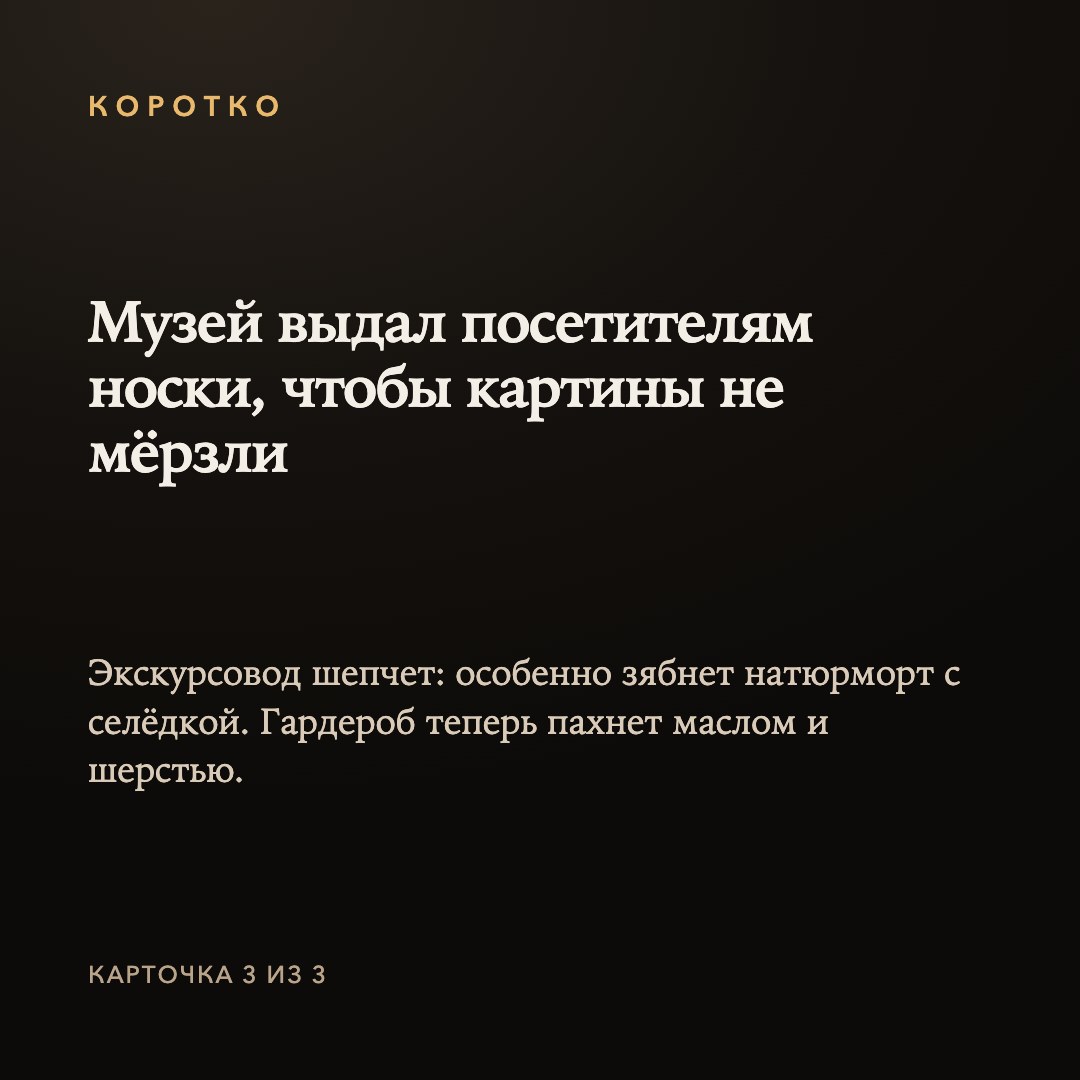 КОРОТКО
Музей выдал посетителям
носки, чтобы картины не
мёрзли
Экскурсовод шепчет: особенно зябнет натюрморт с
селёдкой. Гардероб теперь пахнет маслом и
шерстью.
КАРТОЧКА 3 ИЗ 3